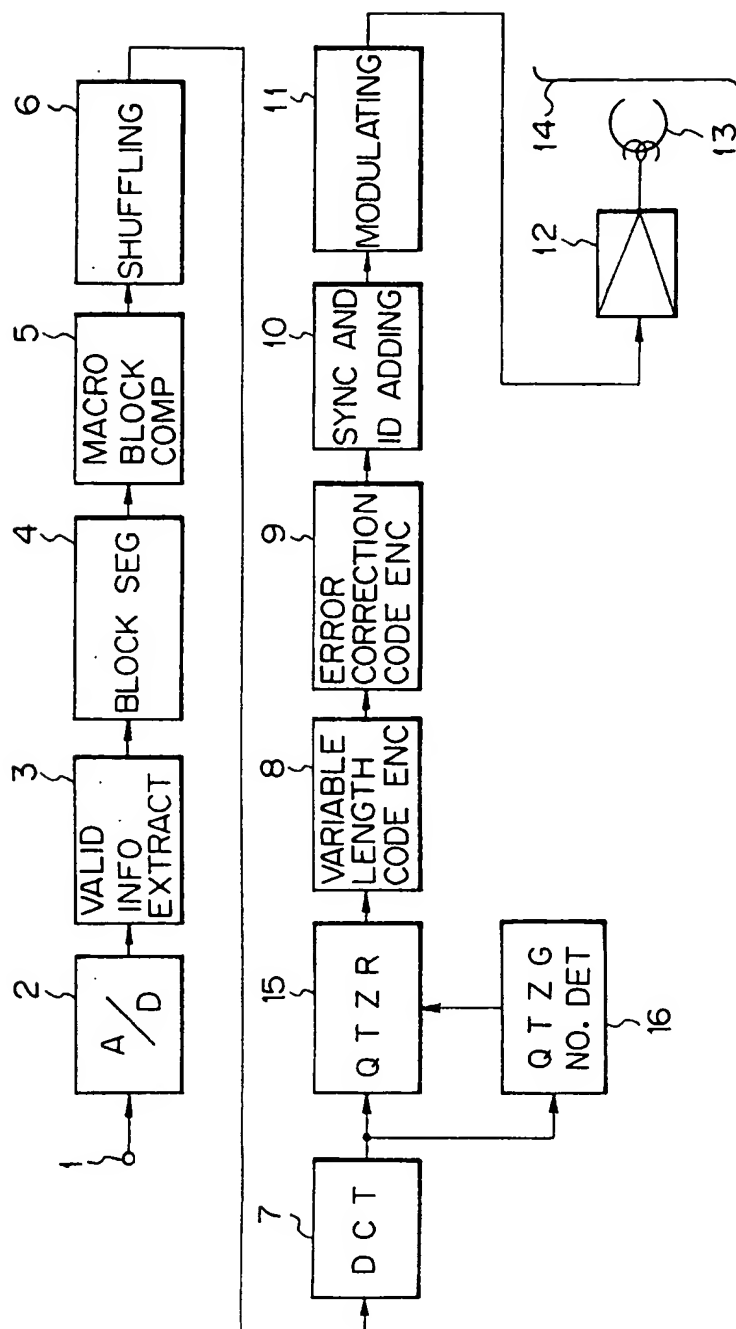 1
2
A/D
3
VALID
INFO
EXTRACT
4
BLOCK SEG
5
MACRO
BLOCK
COMP
6
SHUFFLING
7
DCT
15
QTZR
16
QTZG
NO. DET
8
VARIABLE
LENGTH
CODE ENC
9
ERROR
CORRECTION
CODE ENC
10
SYNC AND
ID ADDING
11
MODULATING
12
13
14